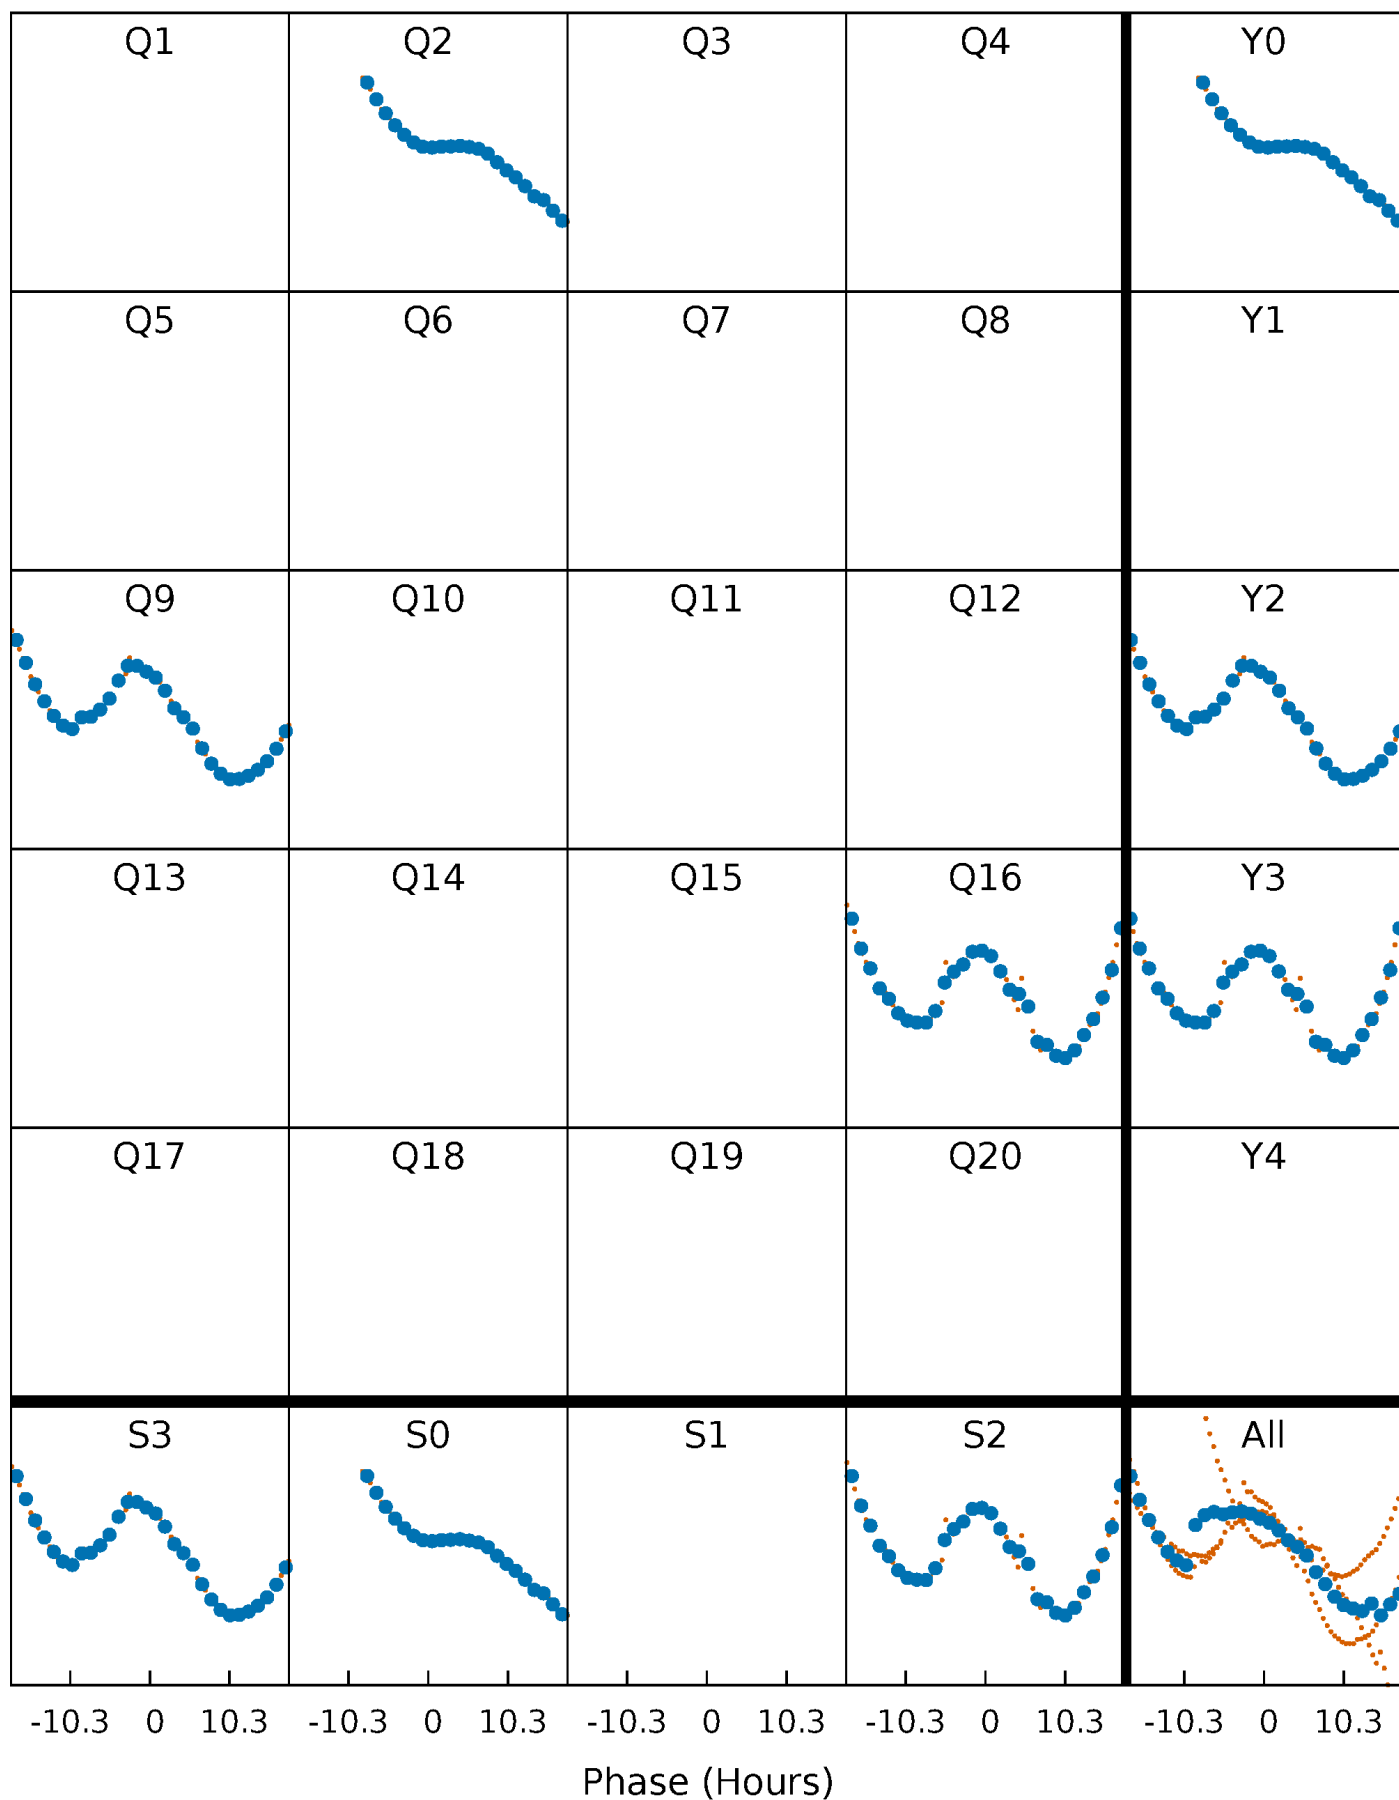 Q1 Q2 Q3 Q4 Y0
Q5 Q6 Q7 Q8 Y1
Q9 Q10 Q11 Q12 Y2
Q13 Q14 Q15 Q16 Y3
Q17 Q18 Q19 Q20 Y4
S3 S0 S1 S2 All
-10.3 0 10.3 -10.3 0 10.3 -10.3 0 10.3 -10.3 0 10.3 -10.3 0 10.3
Phase (Hours)